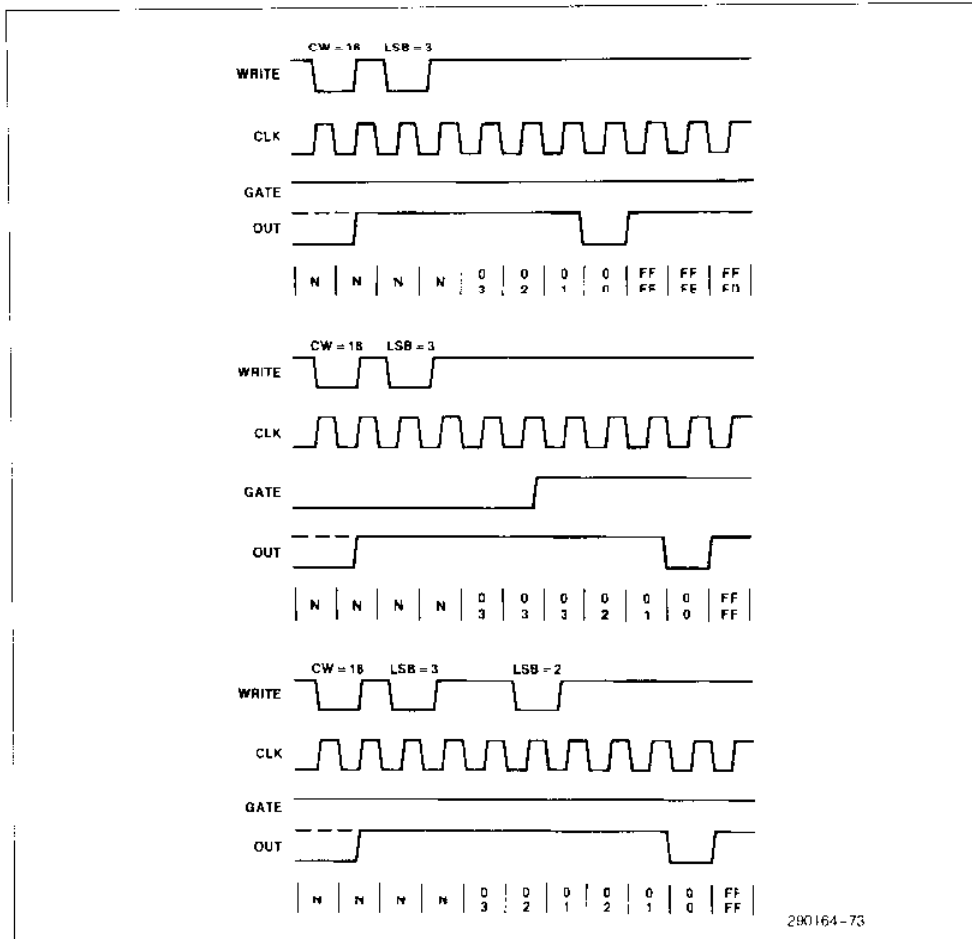 CW = 18 LSB = 3
WRITE
CLK
GATE
OUT
N N N N 0 0 0 0 FF FF FF
3 2 1 0 FF FE FD
CW = 18 LSB = 3
WRITE
CLK
GATE
OUT
N N N N 0 0 0 0 0 0 FF
3 3 3 2 1 0 FF
CW = 18 LSB = 3 LSB = 2
WRITE
CLK
GATE
OUT
N N N N 0 0 0 0 0 0 FF
3 2 1 2 1 0 FF
290164-73